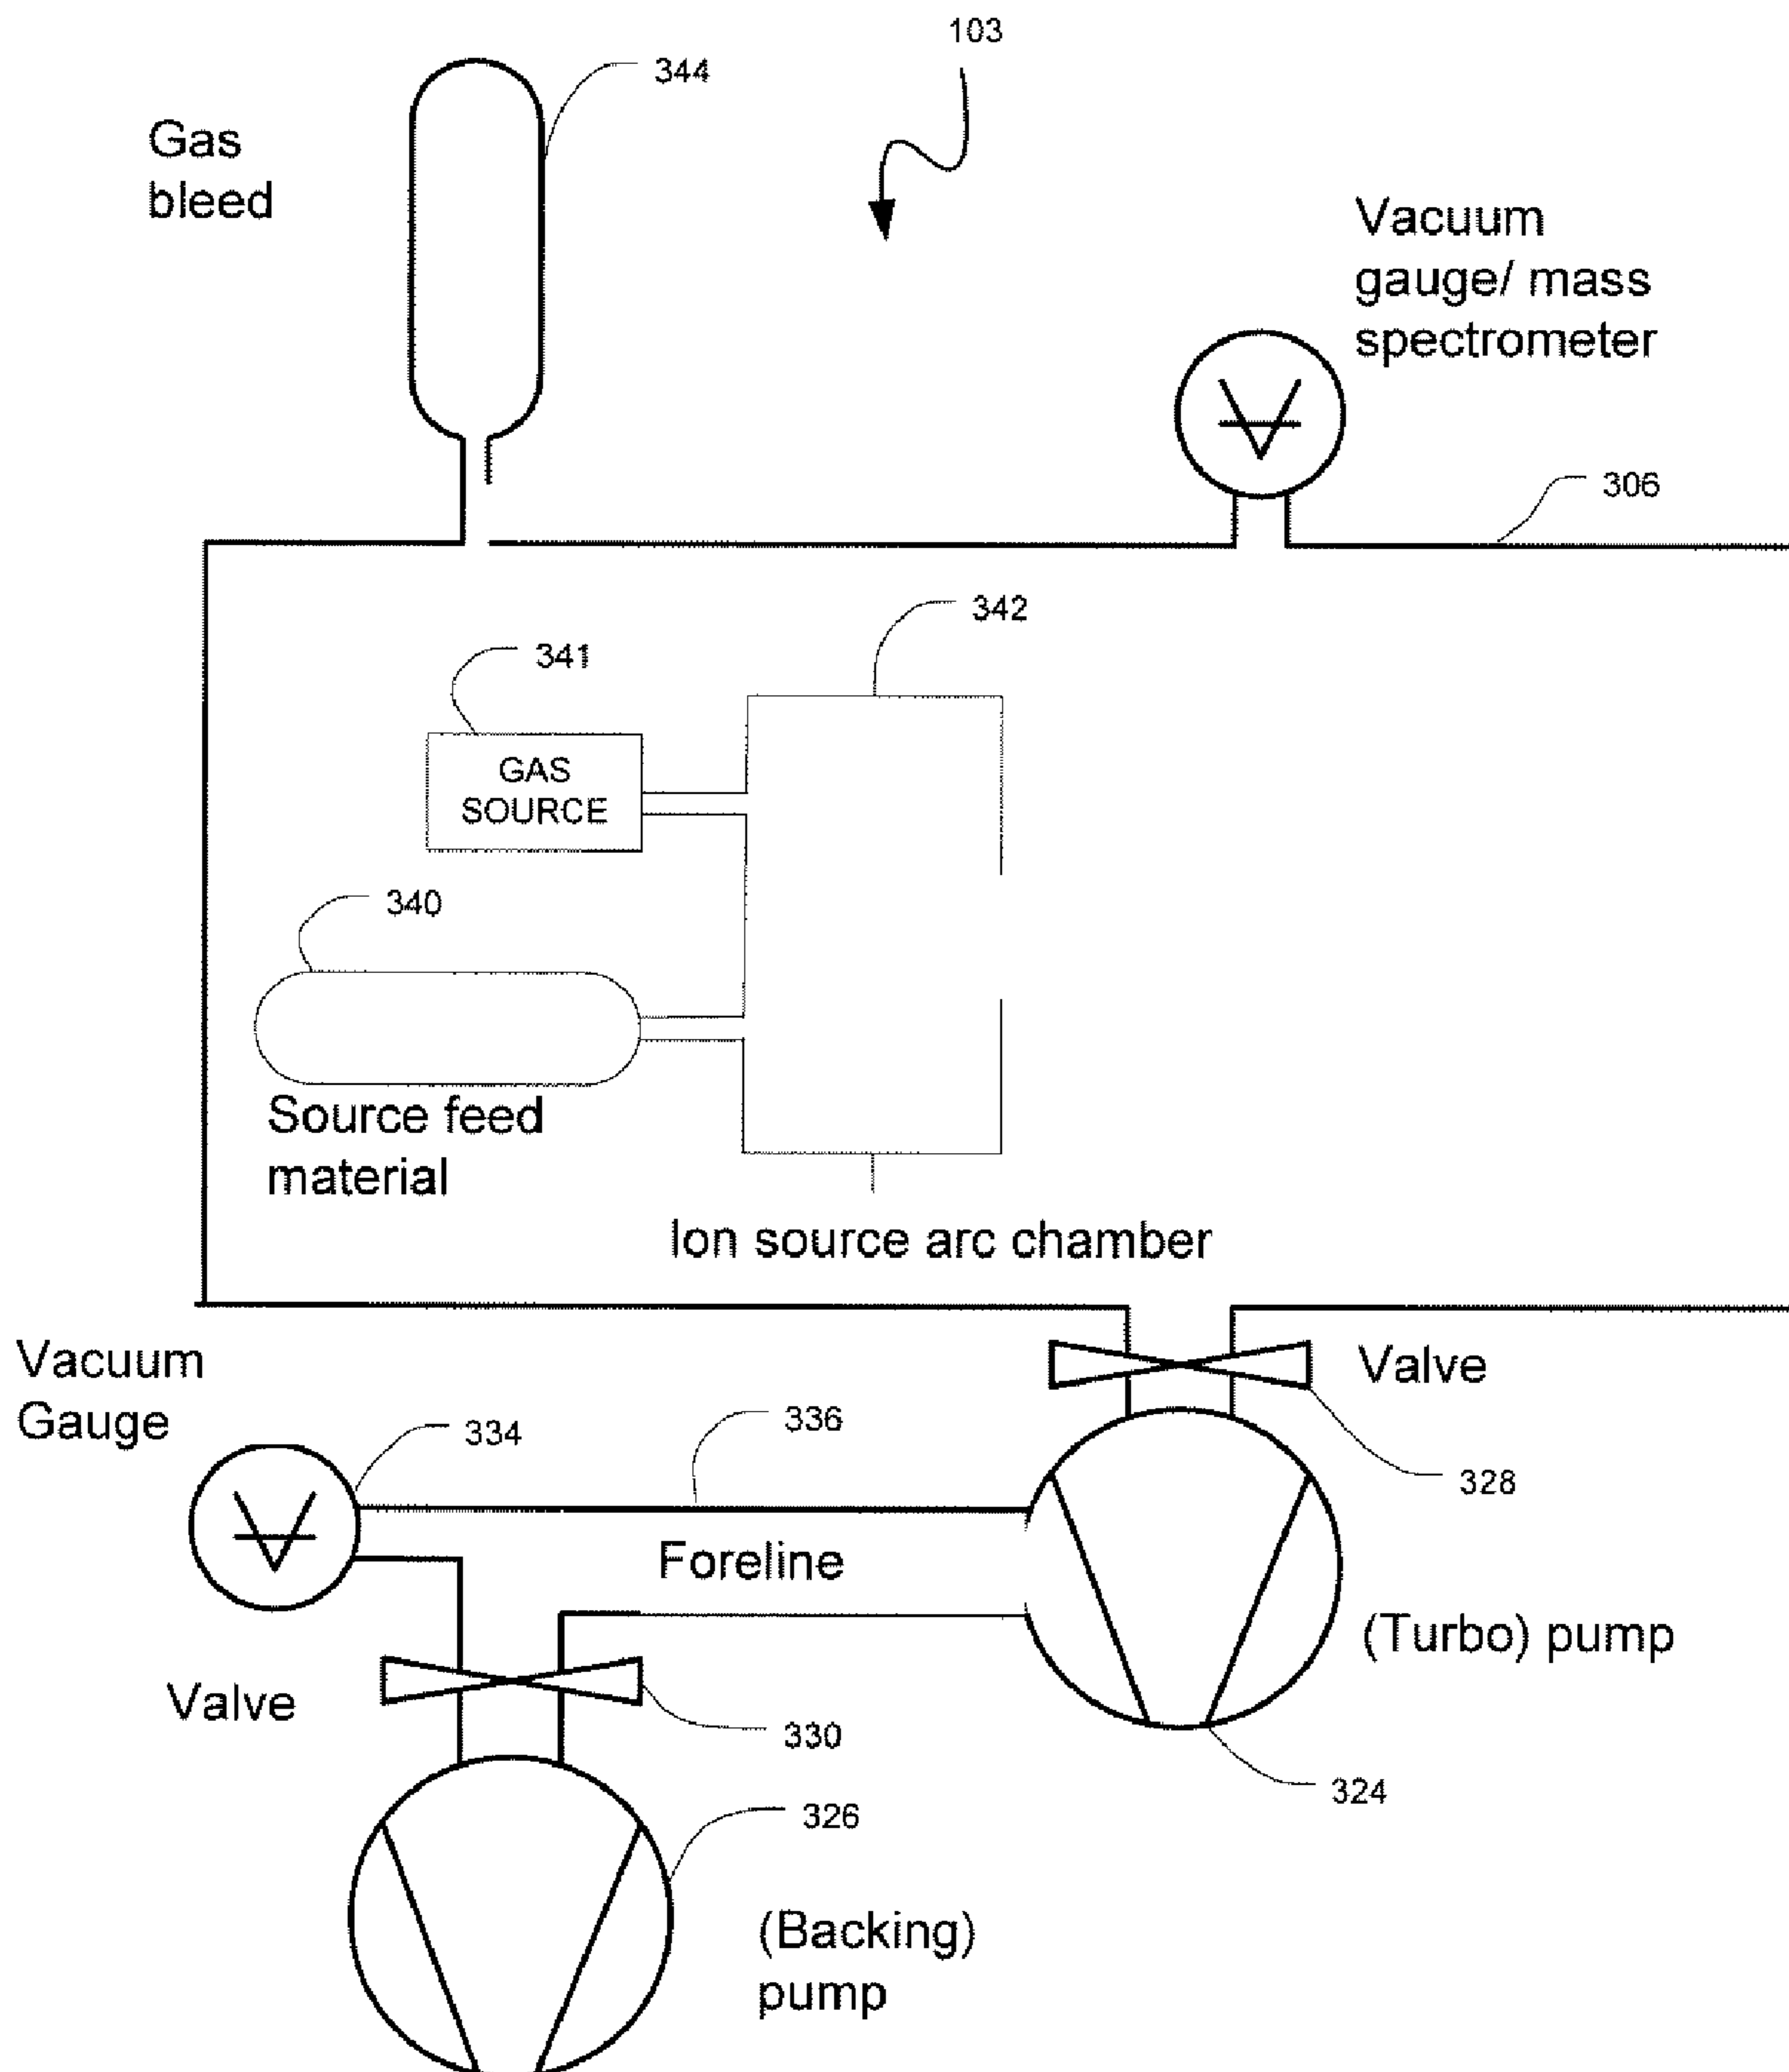 103
344
Gas
bleed
Vacuum
gauge/ mass
spectrometer
306
342
341
GAS
SOURCE
340
Source feed
material
Ion source arc chamber
Vacuum
Gauge
334
336
Valve
328
Foreline
(Turbo) pump
Valve
330
324
326
(Backing)
pump